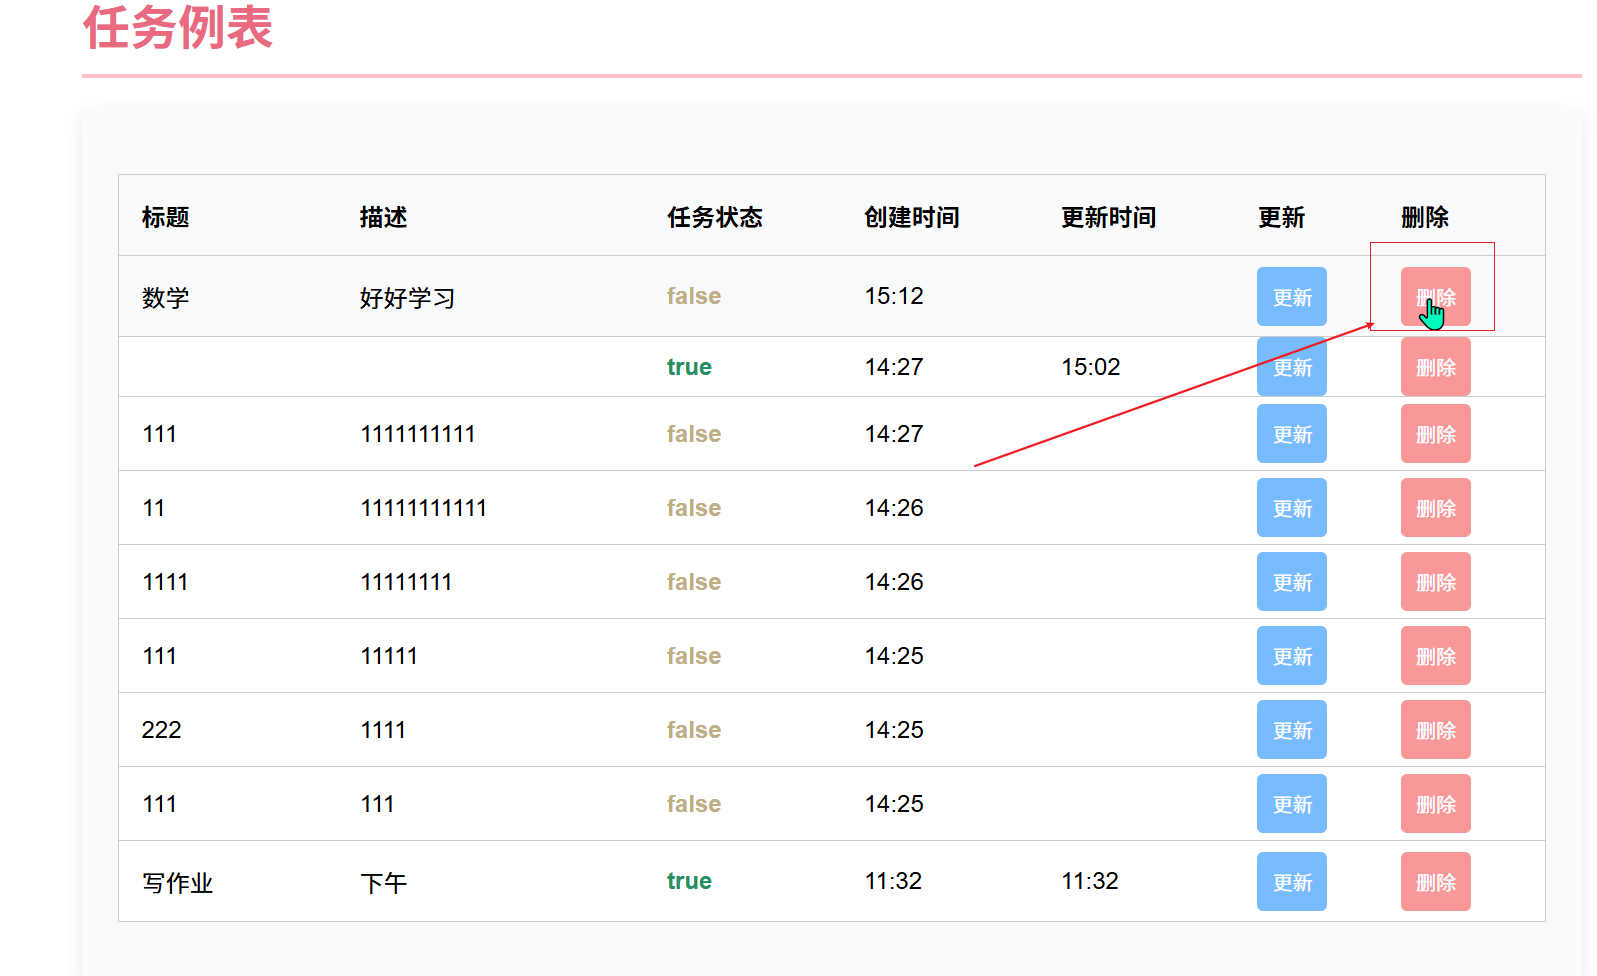 任务例表
标题 描述 任务状态 创建时间 更新时间 更新 删除
数学 好好学习 false 15:12 更新 删除
true 14:27 15:02 更新 删除
111 1111111111 false 14:27 更新 删除
11 11111111111 false 14:26 更新 删除
1111 11111111 false 14:26 更新 删除
111 11111 false 14:25 更新 删除
222 1111 false 14:25 更新 删除
111 111 false 14:25 更新 删除
写作业 下午 true 11:32 11:32 更新 删除